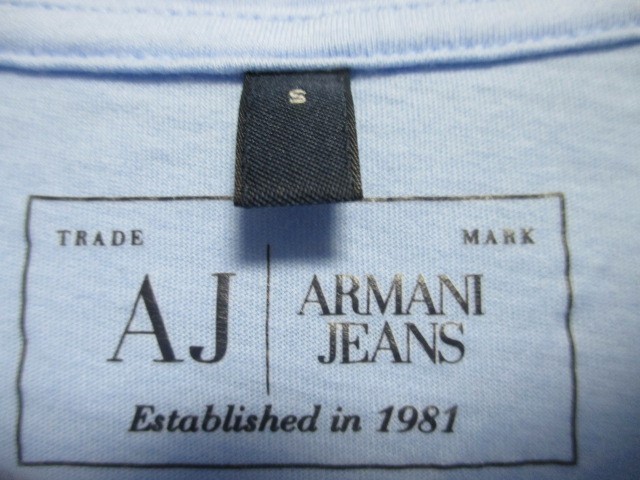 S
TRADE MARK
AJ ARMANI
JEANS
Established in 1981